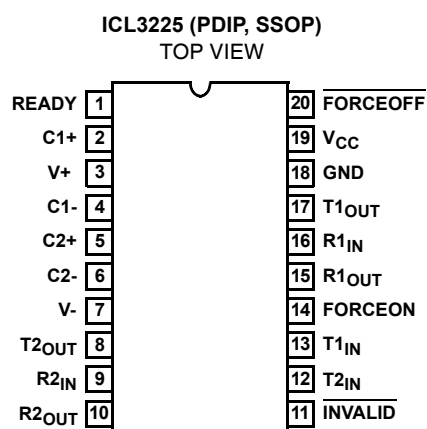 ICL3225 (PDIP, SSOP)
TOP VIEW
READY 1 20 FORCEOFF
C1+ 2 19 VCC
V+ 3 18 GND
C1- 4 17 T1OUT
C2+ 5 16 R1IN
C2- 6 15 R1OUT
V- 7 14 FORCEON
T2OUT 8 13 T1IN
R2IN 9 12 T2IN
R2OUT 10 11 INVALID